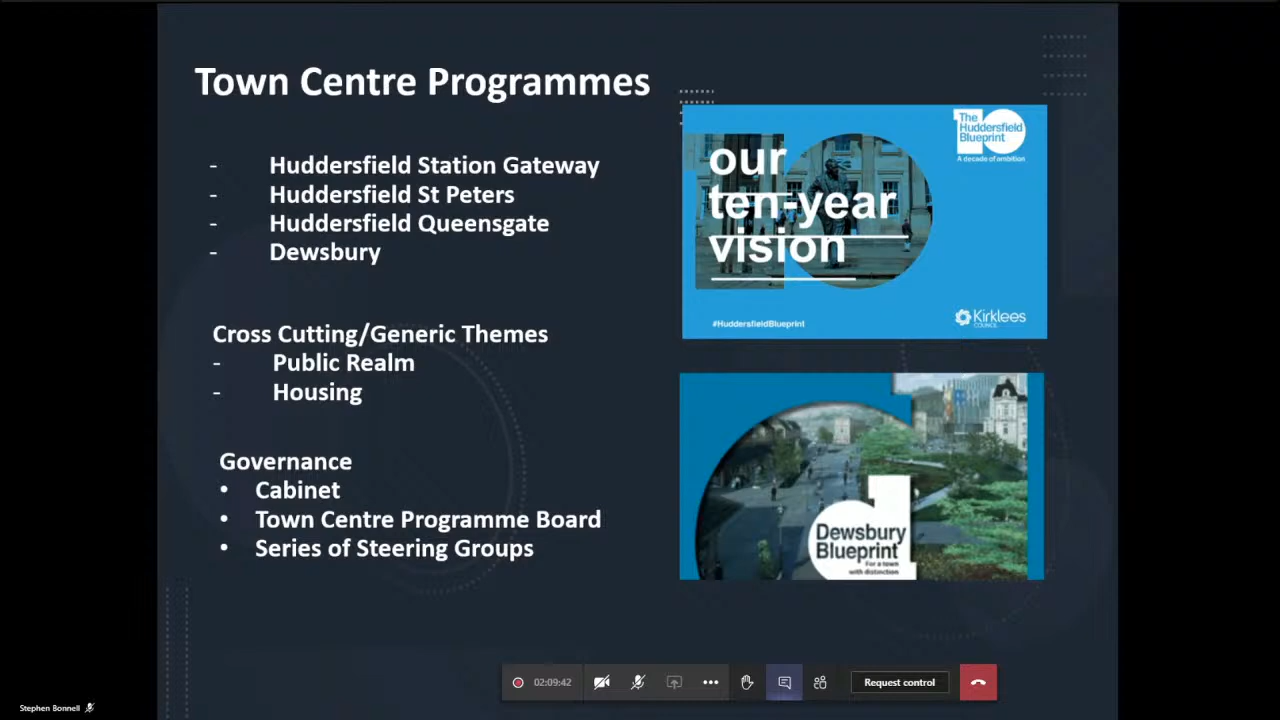 Town Centre Programmes
- Huddersfield Station Gateway
- Huddersfield St Peters
- Huddersfield Queensgate
- Dewsbury
Cross Cutting/Generic Themes
- Public Realm
- Housing
Governance
• Cabinet
• Town Centre Programme Board
• Series of Steering Groups
10
The
Huddersfield
Blueprint
A decade of ambition
our
ten-year
vision
#HuddersfieldBlueprint
Kirklees
COUNCIL
Dewsbury
Blueprint
For a town
with distinction
02:09:42
Request control
Stephen Bonnell